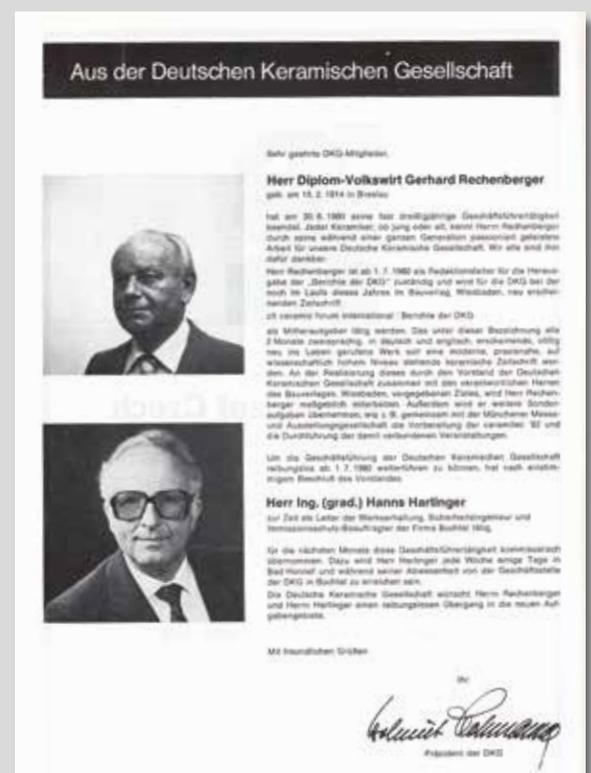 Aus der Deutschen Keramischen Gesellschaft
Sehr geehrte DKG-Mitglieder,
Herr Diplom-Volkswirt Gerhard Rechenberger
geb. am 15. 2. 1914 in Breslau
hat am 30. 6. 1980 seine fast dreißigjährige Geschäftsführertätigkeit
beendet. Jeder Keramiker, ob jung oder alt, kennt Herrn Rechenberger
durch seine während einer ganzen Generation passioniert geleistete
Arbeit für unsere Deutsche Keramische Gesellschaft. Wir alle sind ihm
dafür dankbar.
Herr Rechenberger ist ab 1. 7. 1980 als Redaktionsleiter für die Heraus-
gabe der „Berichte der DKG“ zuständig und wird für die DKG bei der
noch im Laufe dieses Jahres im Bauverlag, Wiesbaden, neu erschei-
nenden Zeitschrift
cfi ceramic forum international / Berichte der DKG
als Mitherausgeber tätig werden. Das unter dieser Bezeichnung alle
2 Monate zweisprachig, in deutsch und englisch, erscheinende, völlig
neu ins Leben gerufene Werk soll eine moderne, praxisnahe, auf
wissenschaftlich hohem Niveau stehende keramische Zeitschrift wer-
den. An der Realisierung dieses durch den Vorstand der Deutschen
Keramischen Gesellschaft zusammen mit den verantwortlichen Herren
des Bauverlages, Wiesbaden, vorgegebenen Zieles, wird Herr Rechen-
berger maßgeblich mitarbeiten. Außerdem wird er weitere Sonder-
aufgaben übernehmen, wie z. B. gemeinsam mit der Münchener Messe-
und Ausstellungsgesellschaft die Vorbereitung der ceramitec '82 und
die Durchführung der damit verbundenen Veranstaltungen.
Um die Geschäftsführung der Deutschen Keramischen Gesellschaft
reibungslos ab 1. 7. 1980 weiterführen zu können, hat nach einstim-
migem Beschluß des Vorstandes
Herr Ing. (grad.) Hanns Hartinger
zur Zeit als Leiter der Werkserhaltung, Sicherheitsingenieur und
Immissionsschutz-Beauftragter der Firma Buchtal tätig,
für die nächsten Monate diese Geschäftsführertätigkeit kommissarisch
übernommen. Dazu wird Herr Hartinger jede Woche einige Tage in
Bad Honnef und während seiner Abwesenheit von der Geschäftsstelle
der DKG in Buchtal zu erreichen sein.
Die Deutsche Keramische Gesellschaft wünscht Herrn Rechenberger
und Herrn Hartinger einen reibungslosen Übergang in die neuen Auf-
gabengebiete.
Mit freundlichen Grüßen
Ihr
Präsident der DKG